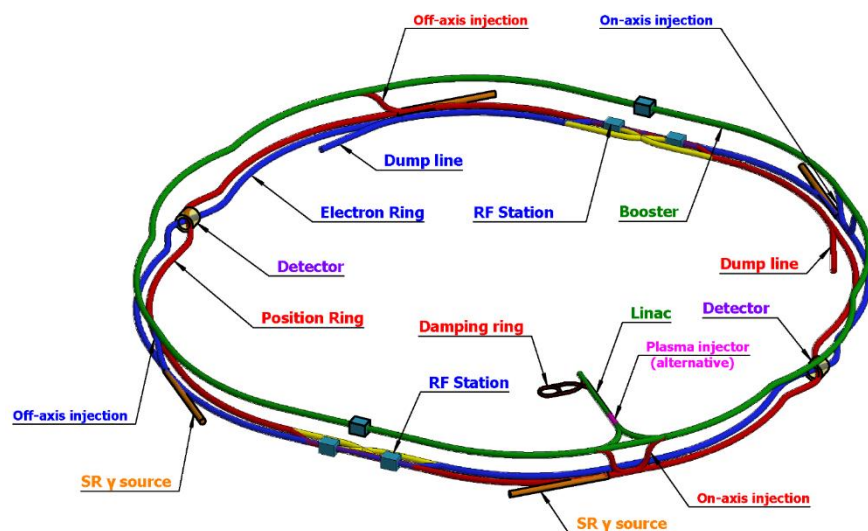 Off-axis injection
On-axis injection
Dump line
Electron Ring
RF Station
Booster
Detector
Dump line
Position Ring
Damping ring
Linac
Detector
Plasma injector
(alternative)
RF Station
Off-axis injection
SR γ source
On-axis injection
SR γ source